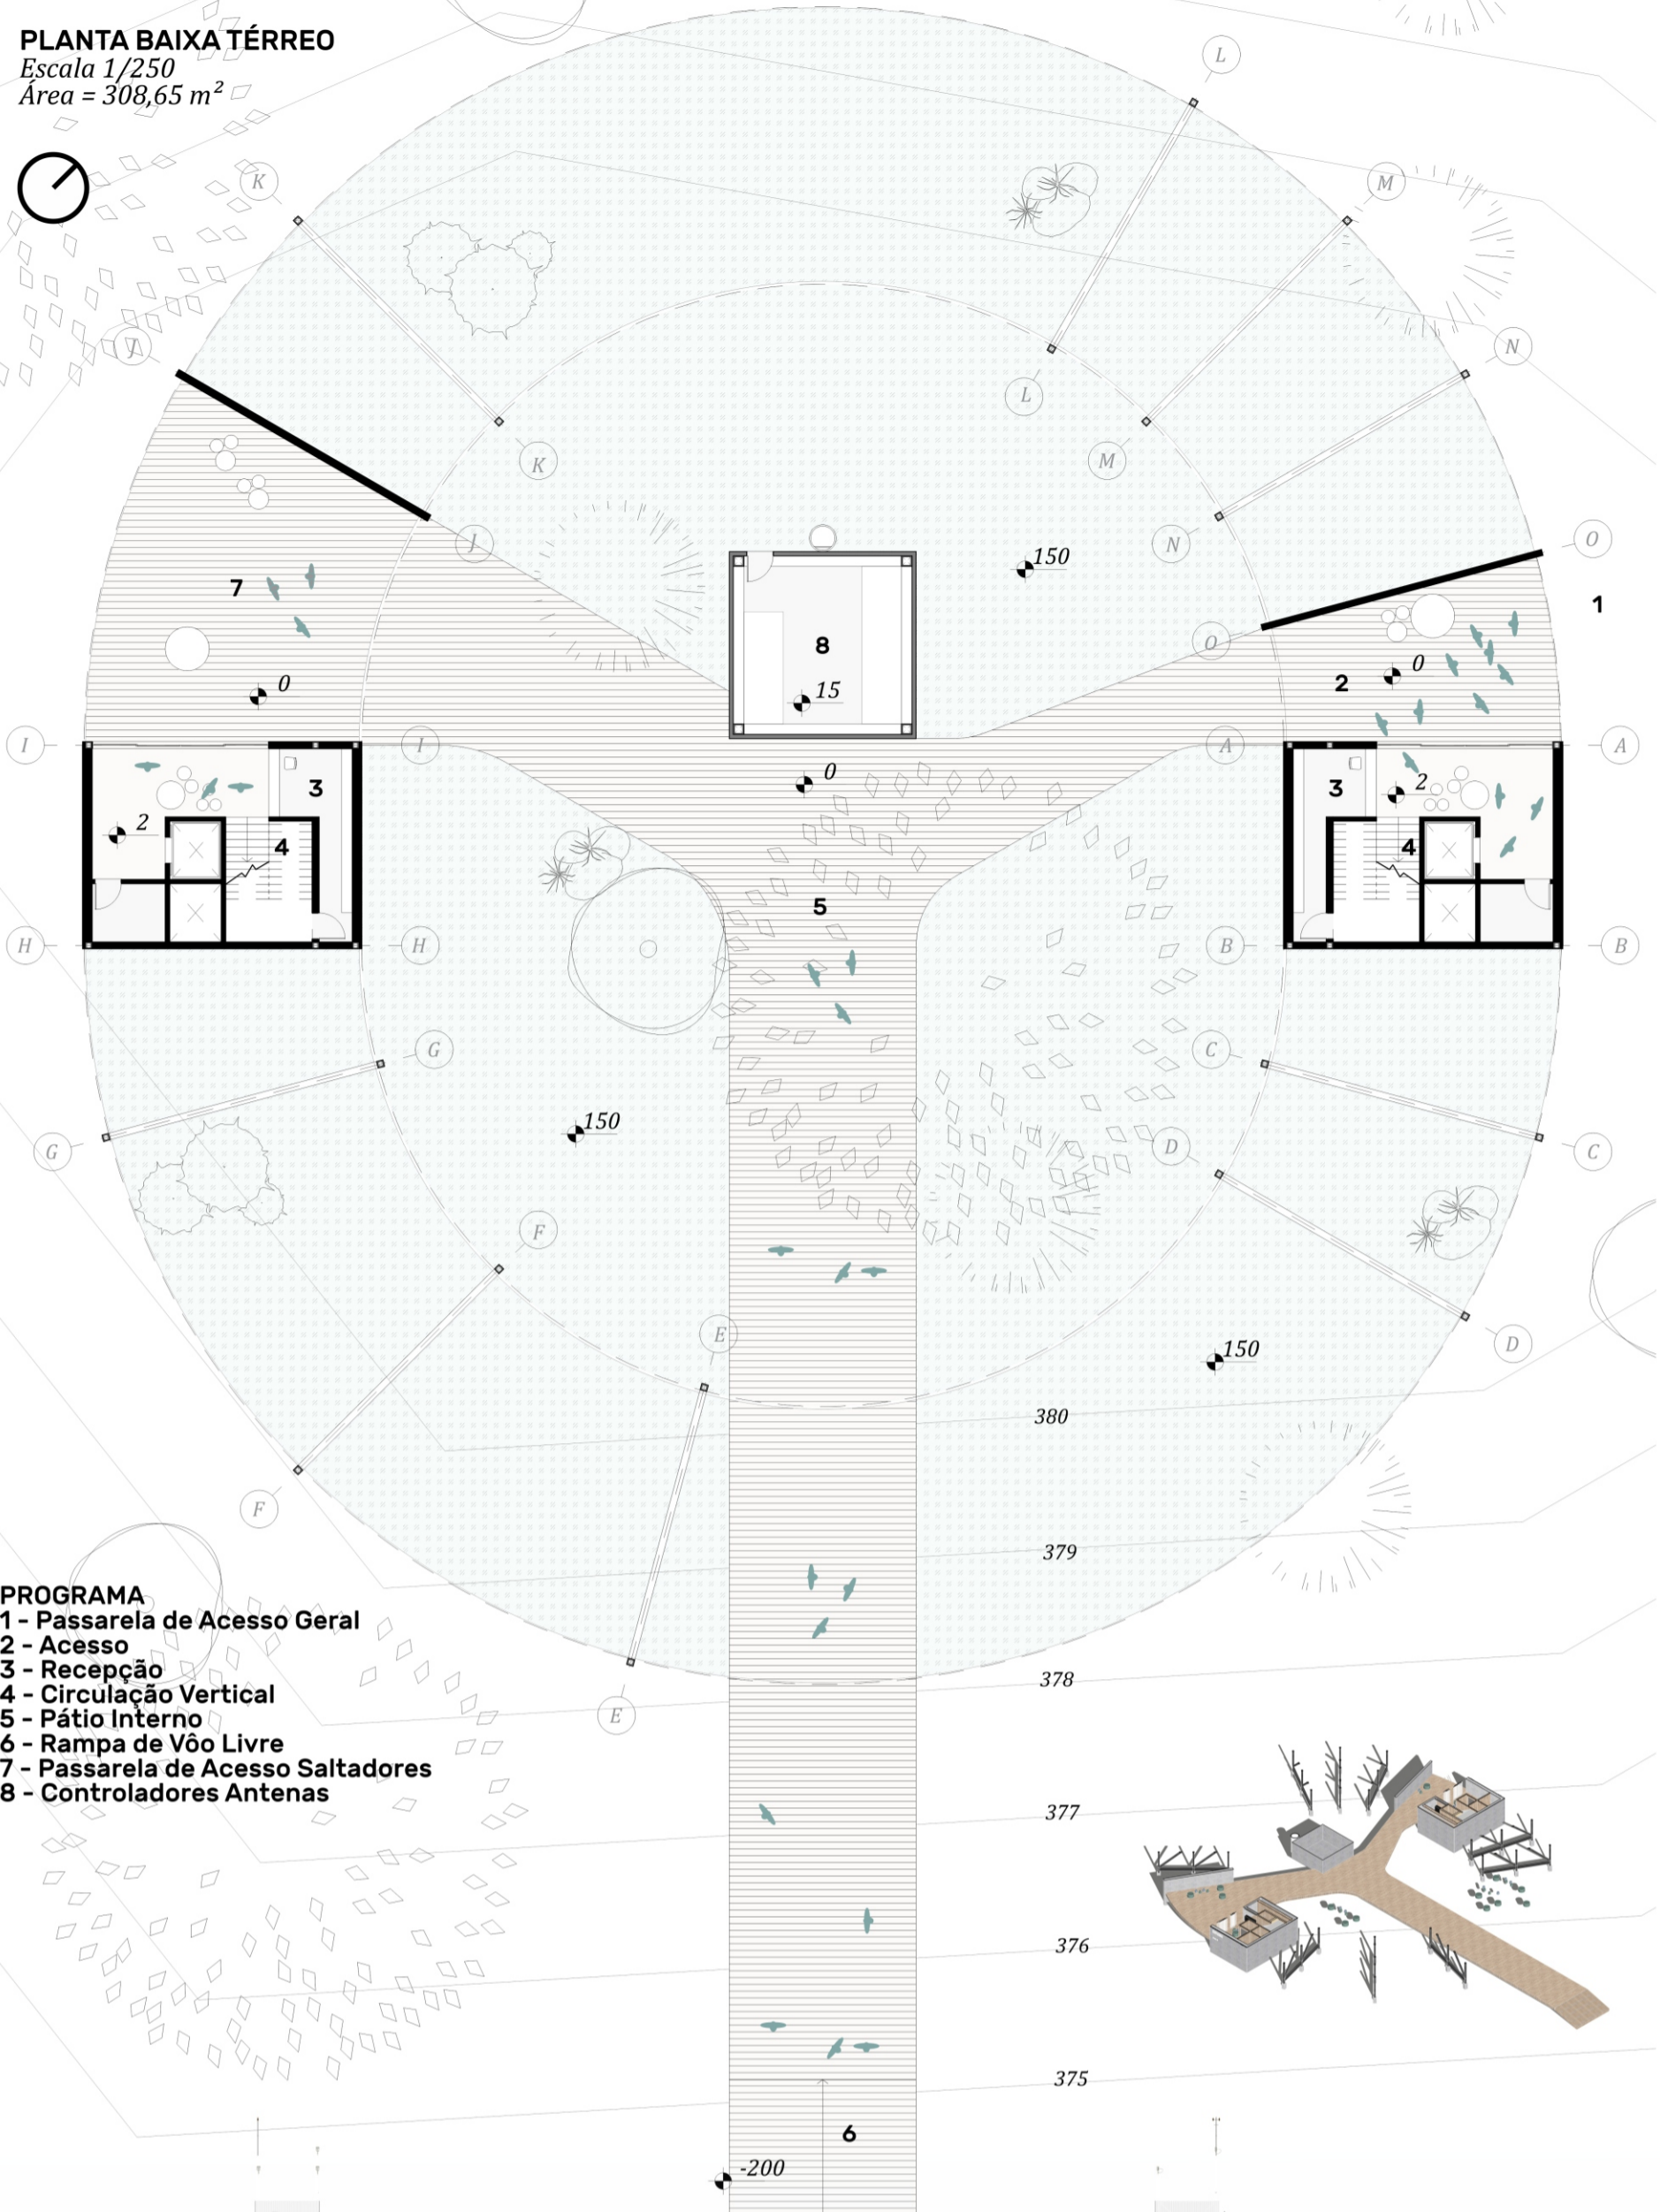 PLANTA BAIXA TÉRREO
Escala 1/250
Área = 308,65 m²
L
K
M
J
N
L
K
M
J
N
O
150
1
7
8
O
0
2
0
15
I
I
A
A
0
3
3
2
2
4
4
5
H
H
B
B
G
C
150
G
D
C
F
E
D
150
380
F
379
PROGRAMA
1 - Passarela de Acesso Geral
2 - Acesso
3 - Recepção
4 - Circulação Vertical
5 - Pátio Interno
6 - Rampa de Vôo Livre
7 - Passarela de Acesso Saltadores
8 - Controladores Antenas
378
E
377
376
375
6
-200